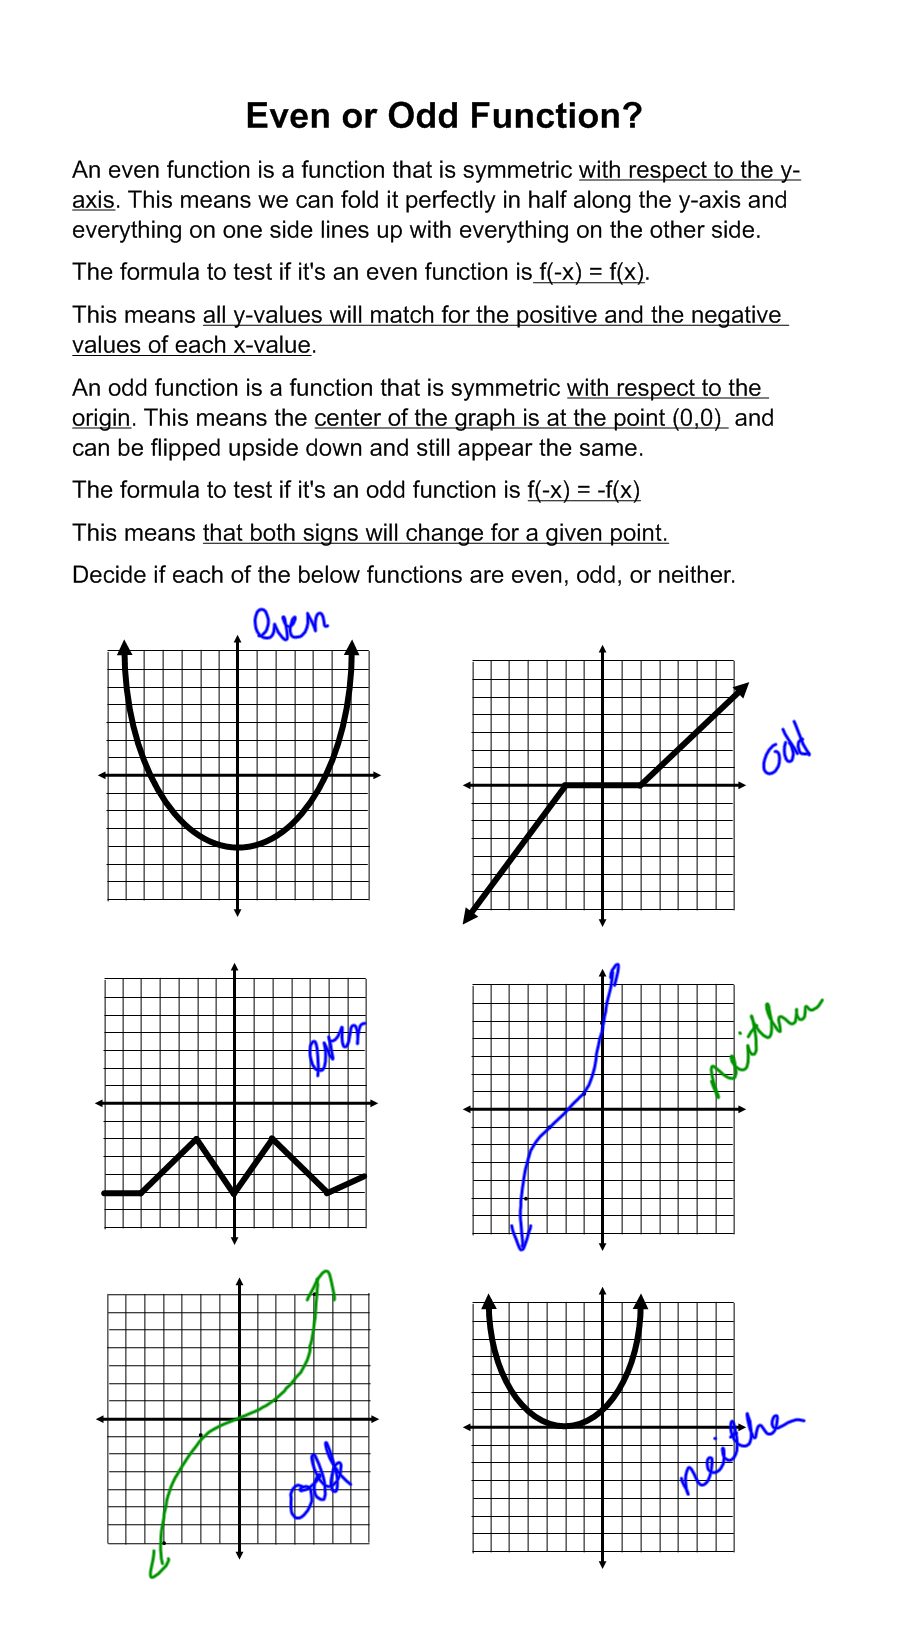 Even or Odd Function?
An even function is a function that is symmetric with respect to the y-
axis. This means we can fold it perfectly in half along the y-axis and
everything on one side lines up with everything on the other side.
The formula to test if it's an even function is f(-x) = f(x).
This means all y-values will match for the positive and the negative
values of each x-value.
An odd function is a function that is symmetric with respect to the
origin. This means the center of the graph is at the point (0,0) and
can be flipped upside down and still appear the same.
The formula to test if it's an odd function is f(-x) = -f(x)
This means that both signs will change for a given point.
Decide if each of the below functions are even, odd, or neither.
even
odd
even
neither
odd
neither